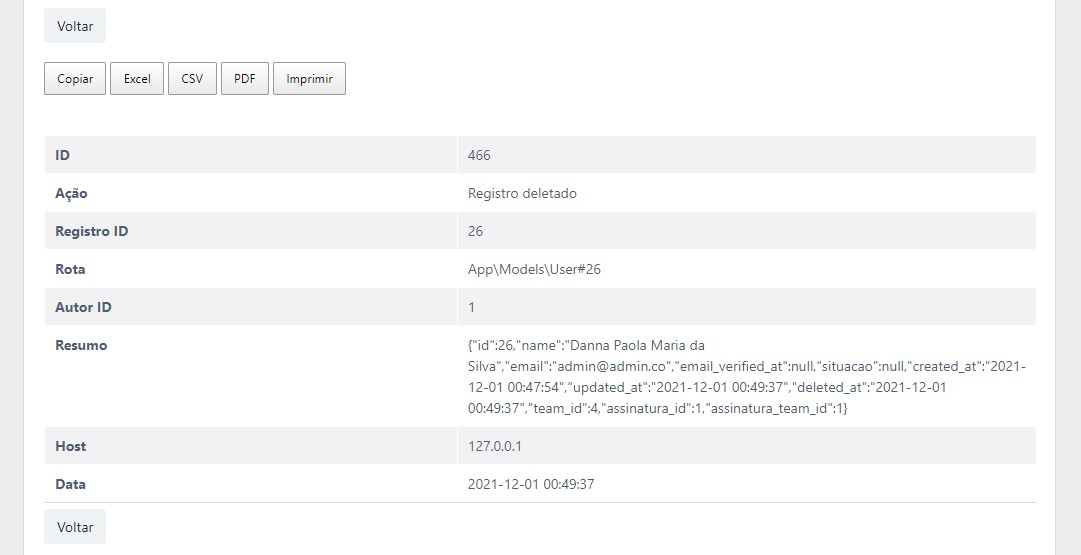 Voltar
Copiar Excel CSV PDF Imprimir
ID 466
Ação Registro deletado
Registro ID 26
Rota App\Models\User#26
Autor ID 1
Resumo {"id":26,"name":"Danna Paola Maria da
Silva","email":"admin@admin.co","email_verified_at":null,"situacao":null,"created_at":"2021-
12-01 00:47:54","updated_at":"2021-12-01 00:49:37","deleted_at":"2021-12-01
00:49:37","team_id":4,"assinatura_id":1,"assinatura_team_id":1}
Host 127.0.0.1
Data 2021-12-01 00:49:37
Voltar